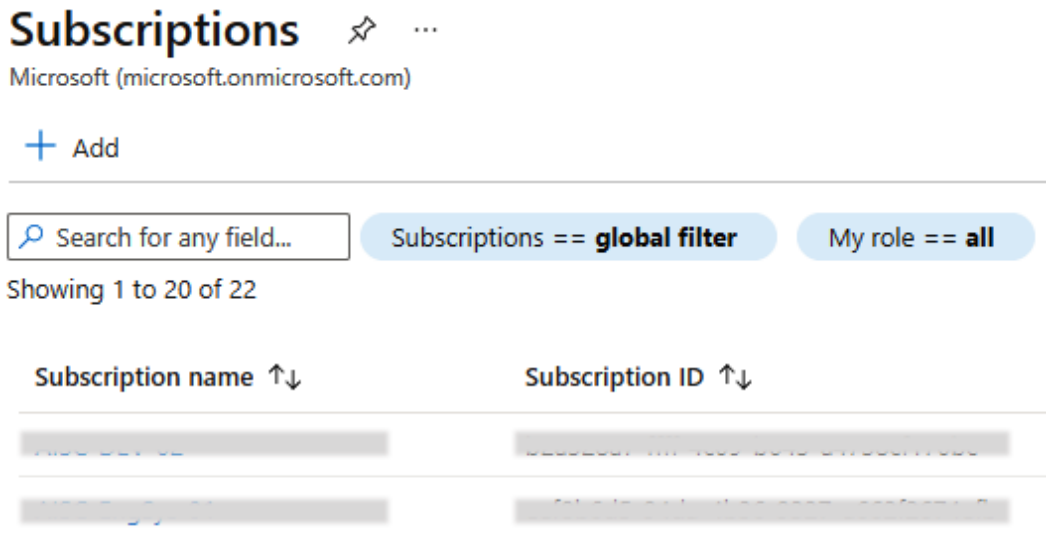 Subscriptions ...
Microsoft (microsoft.onmicrosoft.com)
+ Add
Search for any field... Subscriptions == global filter My role == all
Showing 1 to 20 of 22
Subscription name ↑↓ Subscription ID ↑↓